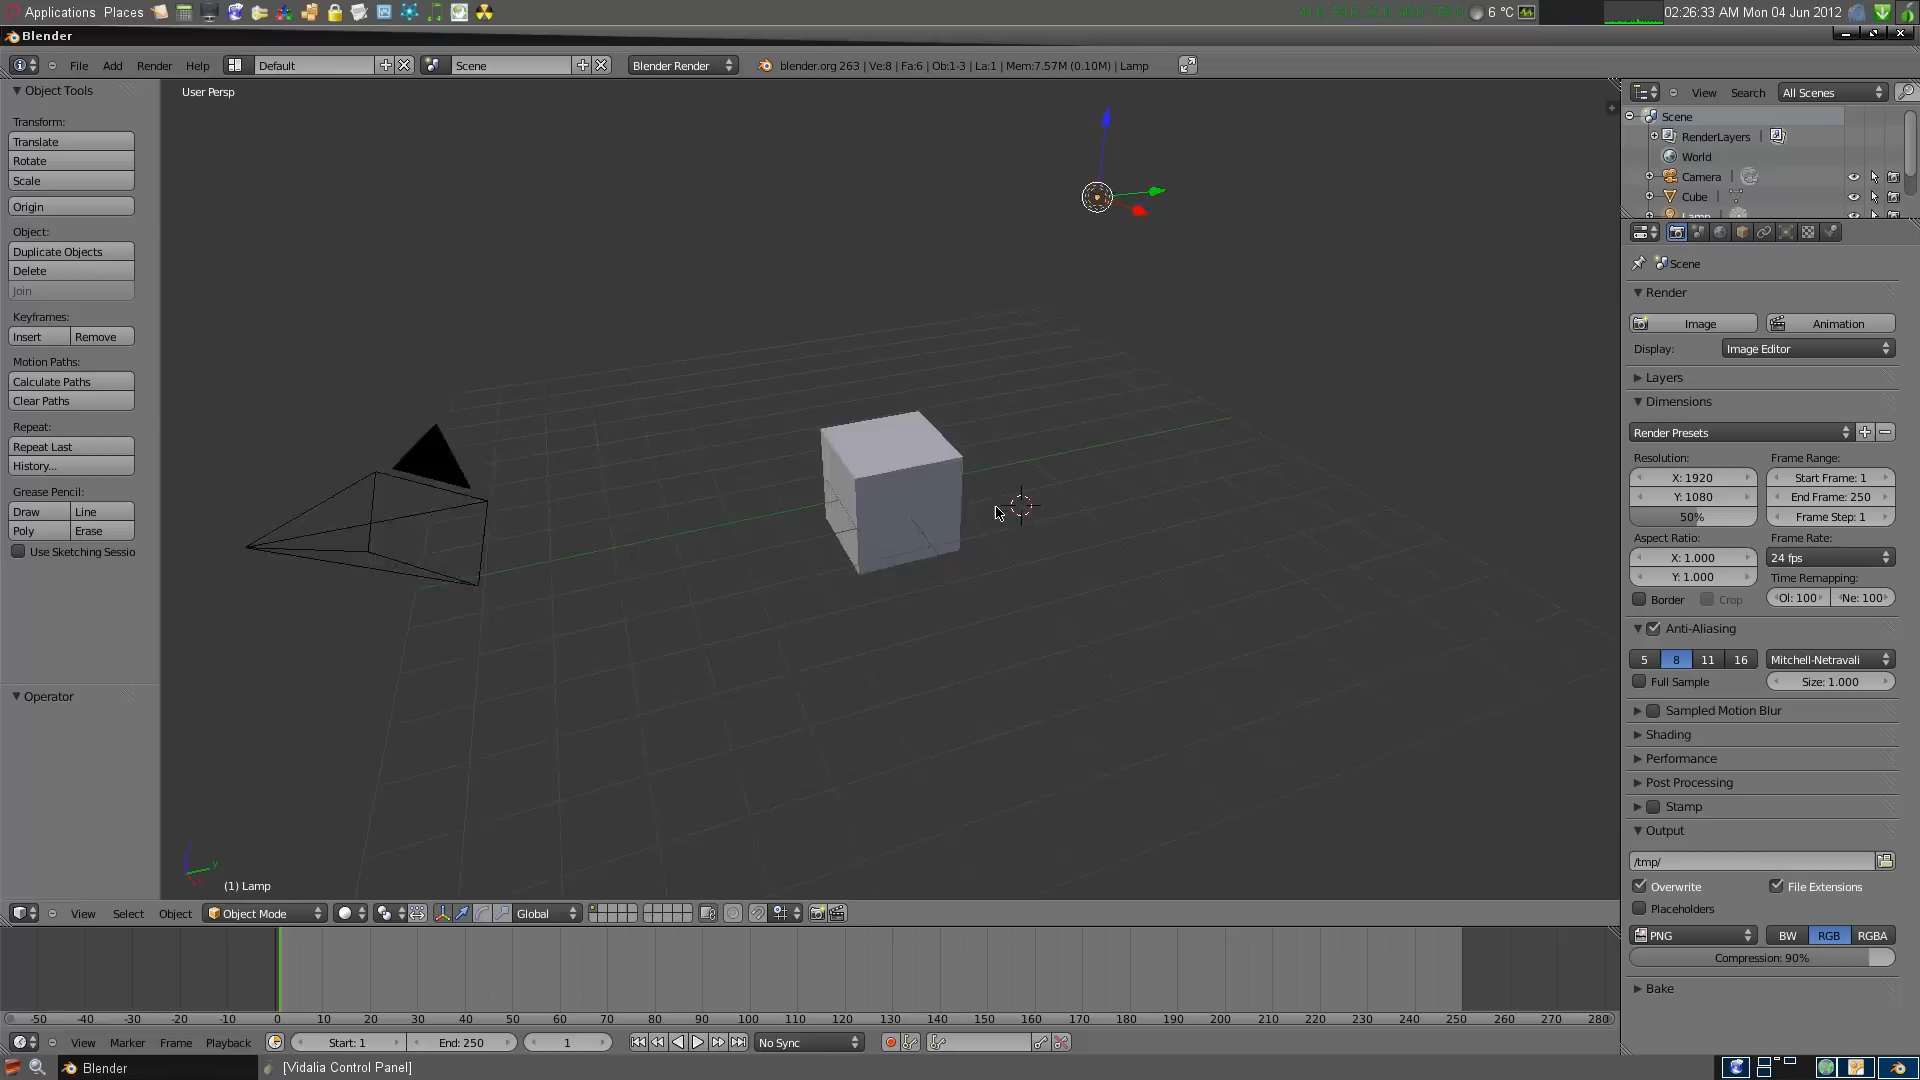 Applications Places 6 °C 02:26:33 AM Mon 04 Jun 2012
Blender
File Add Render Help Default Scene Blender Render blender.org 263 | Ve:8 | Fa:6 | Ob:1-3 | La:1 | Mem:7.57M (0.10M) | Lamp
Object Tools
Transform:
Translate
Rotate
Scale
Origin
Object:
Duplicate Objects
Delete
Join
Keyframes:
Insert Remove
Motion Paths:
Calculate Paths
Clear Paths
Repeat:
Repeat Last
History...
Grease Pencil:
Draw Line
Poly Erase
Use Sketching Sessio
Operator
User Persp
y
(1) Lamp
View Search All Scenes
Scene
RenderLayers |
World
Camera |
Cube |
Lamp
Scene
Render
Image Animation
Display: Image Editor
Layers
Dimensions
Render Presets
Resolution: Frame Range:
X: 1920 Start Frame: 1
Y: 1080 End Frame: 250
50% Frame Step: 1
Aspect Ratio: Frame Rate:
X: 1.000 24 fps
Y: 1.000 Time Remapping:
Border Crop Ol: 100 Ne: 100
Anti-Aliasing
5 8 11 16 Mitchell-Netravali
Full Sample Size: 1.000
Sampled Motion Blur
Shading
Performance
Post Processing
Stamp
Output
/tmp/
Overwrite File Extensions
Placeholders
PNG BW RGB RGBA
Compression: 90%
Bake
View Select Object Object Mode Global
-50 -40 -30 -20 -10 0 10 20 30 40 50 60 70 80 90 100 110 120 130 140 150 160 170 180 190 200 210 220 230 240 250 260 270 280
View Marker Frame Playback Start: 1 End: 250 1 No Sync
Blender [Vidalia Control Panel]